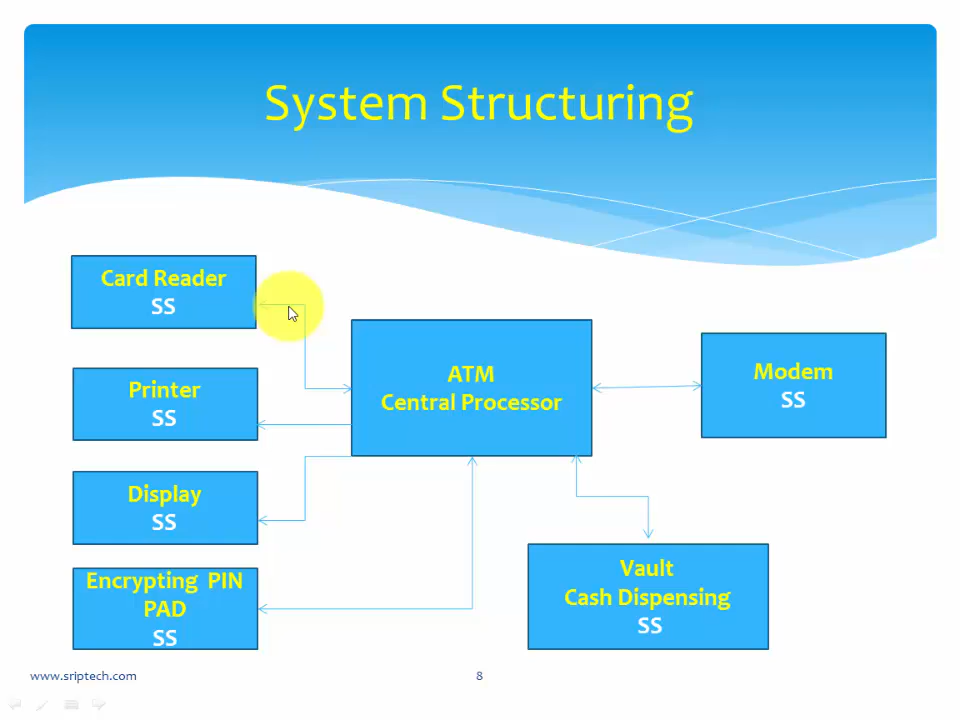 System Structuring
Card Reader
SS
Printer
SS
Display
SS
Encrypting PIN
PAD
SS
ATM
Central Processor
Modem
SS
Vault
Cash Dispensing
SS
www.sriptech.com
8